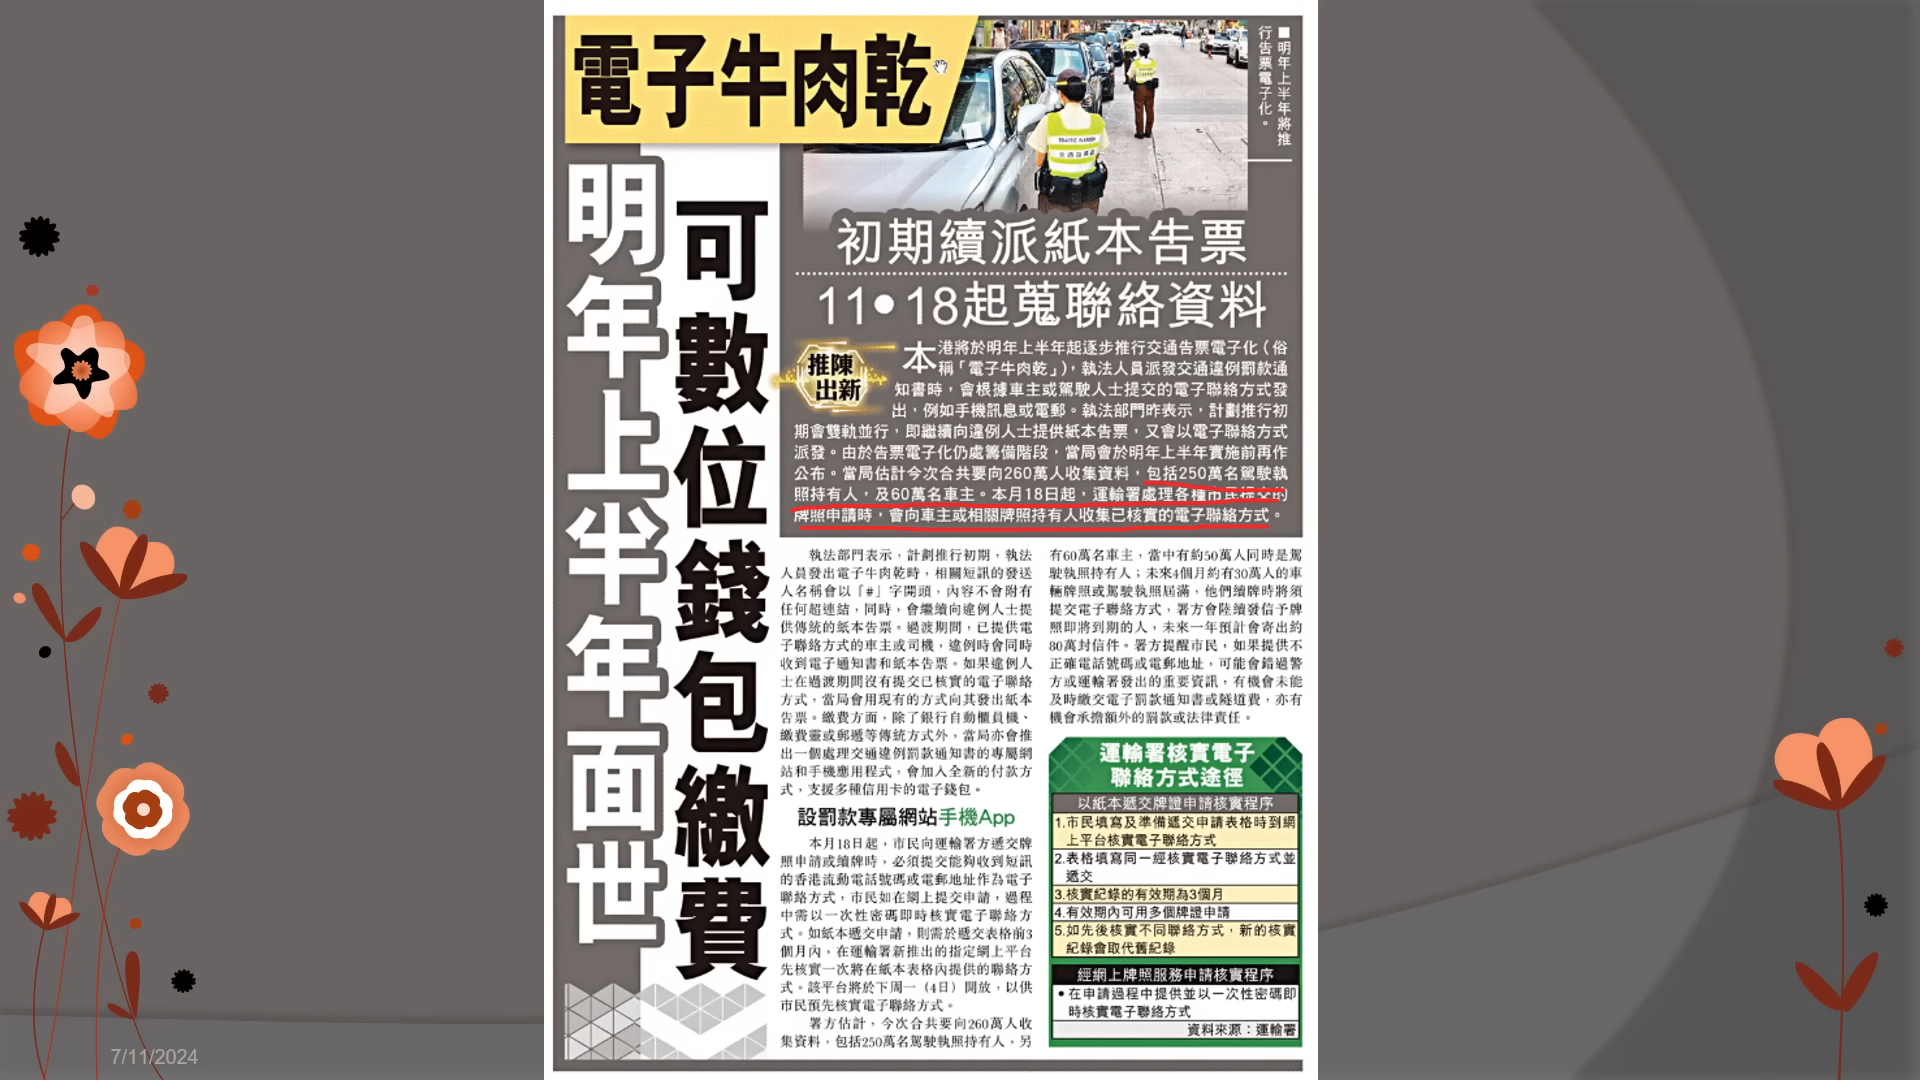 電子牛肉乾
明年上半年面世
可數位錢包繳費
■明年上半年將推
行告票電子化。
TRAFFIC WARDEN
初期續派紙本告票
11•18起蒐聯絡資料
推陳
出新
本港將於明年上半年起逐步推行交通告票電子化（俗
稱「電子牛肉乾」），執法人員派發交通違例罰款通
知書時，會根據車主或駕駛人士提交的電子聯絡方式發
出，例如手機訊息或電郵。執法部門昨表示，計劃推行初
期會雙軌並行，即繼續向違例人士提供紙本告票，又會以電子聯絡方式
派發。由於告票電子化仍處籌備階段，當局會於明年上半年實施前再作
公布。當局估計今次合共要向260萬人收集資料，包括250萬名駕駛執
照持有人，及60萬名車主。本月18日起，運輸署處理各種市民提交的
牌照申請時，會向車主或相關牌照持有人收集已核實的電子聯絡方式。
執法部門表示，計劃推行初期，執法
人員發出電子牛肉乾時，相關短訊的發送
人名稱會以「#」字開頭，內容不會附有
任何超連結，同時，會繼續向違例人士提
供傳統的紙本告票。過渡期間，已提供電
子聯絡方式的車主或司機，違例時會同時
收到電子通知書和紙本告票。如果違例人
士在過渡期間沒有提交已核實的電子聯絡
方式，當局會用現有的方式向其發出紙本
告票。繳費方面，除了銀行自動櫃員機、
繳費靈或郵遞等傳統方式外，當局亦會推
出一個處理交通違例罰款通知書的專屬網
站和手機應用程式，會加入全新的付款方
式，支援多種信用卡的電子錢包。
設罰款專屬網站手機App
本月18日起，市民向運輸署方遞交牌
照申請或續牌時，必須提交能夠收到短訊
的香港流動電話號碼或電郵地址作為電子
聯絡方式，市民如在網上提交申請，過程
中需以一次性密碼即時核實電子聯絡方
式。如紙本遞交申請，則需於遞交表格前3
個月內，在運輸署新推出的指定網上平台
先核實一次將在紙本表格內提供的聯絡方
式。該平台將於下周一（4日）開放，以供
市民預先核實電子聯絡方式。
署方估計，今次合共要向260萬人收
集資料，包括250萬名駕駛執照持有人，另
有60萬名車主，當中有約50萬人同時是駕
駛執照持有人；未來4個月約有30萬人的車
輛牌照或駕駛執照屆滿，他們續牌時將須
提交電子聯絡方式，署方會陸續發信予牌
照即將到期的人，未來一年預計會寄出約
80萬封信件。署方提醒市民，如果提供不
正確電話號碼或電郵地址，可能會錯過警
方或運輸署發出的重要資訊，有機會未能
及時繳交電子罰款通知書或隧道費，亦有
機會承擔額外的罰款或法律責任。
運輸署核實電子
聯絡方式途徑
以紙本遞交牌證申請核實程序
1.市民填寫及準備遞交申請表格時到網
上平台核實電子聯絡方式
2.表格填寫同一經核實電子聯絡方式並
遞交
3.核實紀錄的有效期為3個月
4.有效期內可用多個牌證申請
5.如先後核實不同聯絡方式，新的核實
紀錄會取代舊紀錄
經網上牌照服務申請核實程序
•在申請過程中提供並以一次性密碼即
時核實電子聯絡方式
資料來源：運輸署
7/11/2024